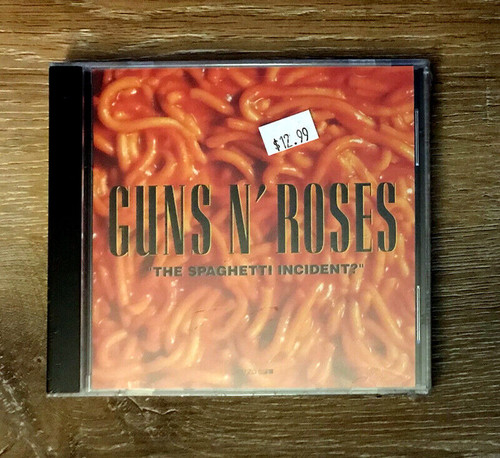 $12.99
GUNS N' ROSES
"THE SPAGHETTI INCIDENT?"